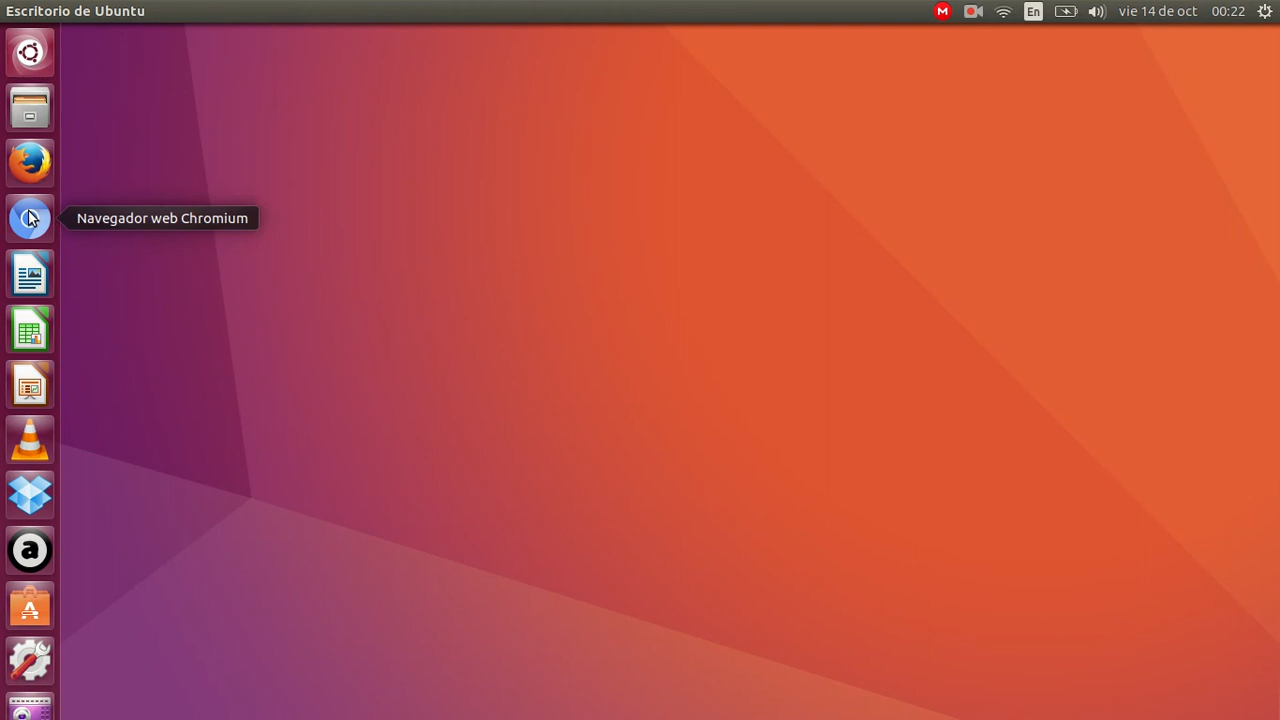 Escritorio de Ubuntu
M
En
vie 14 de oct
00:22
Navegador web Chromium
a
A